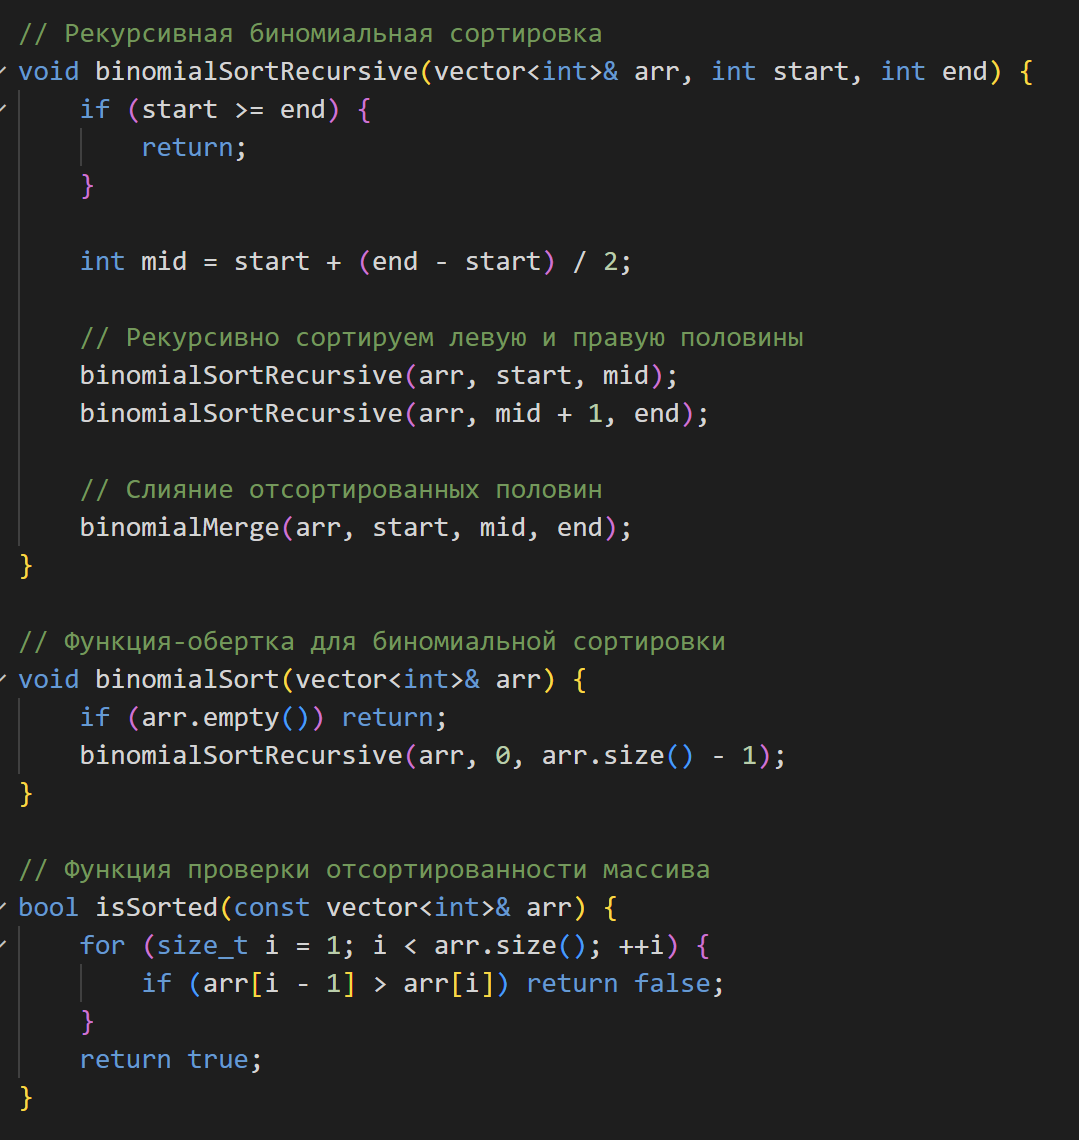 // Рекурсивная биномиальная сортировка
void binomialSortRecursive(vector<int>& arr, int start, int end) {
    if (start >= end) {
        return;
    }
    int mid = start + (end - start) / 2;
    // Рекурсивно сортируем левую и правую половины
    binomialSortRecursive(arr, start, mid);
    binomialSortRecursive(arr, mid + 1, end);
    // Слияние отсортированных половин
    binomialMerge(arr, start, mid, end);
}
// Функция-обертка для биномиальной сортировки
void binomialSort(vector<int>& arr) {
    if (arr.empty()) return;
    binomialSortRecursive(arr, 0, arr.size() - 1);
}
// Функция проверки отсортированности массива
bool isSorted(const vector<int>& arr) {
    for (size_t i = 1; i < arr.size(); ++i) {
        if (arr[i - 1] > arr[i]) return false;
    }
    return true;
}